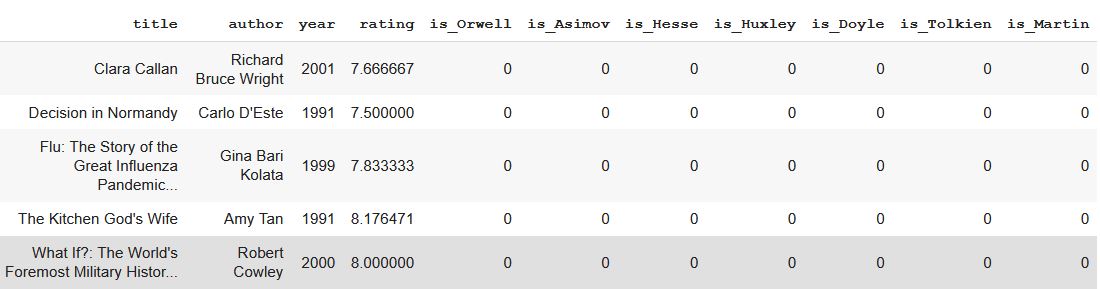 title author year rating is_Orwell is_Asimov is_Hesse is_Huxley is_Doyle is_Tolkien is_Martin
Clara Callan Richard Bruce Wright 2001 7.666667 0 0 0 0 0 0 0
Decision in Normandy Carlo D'Este 1991 7.500000 0 0 0 0 0 0 0
Flu: The Story of the Great Influenza Pandemic... Gina Bari Kolata 1999 7.833333 0 0 0 0 0 0 0
The Kitchen God's Wife Amy Tan 1991 8.176471 0 0 0 0 0 0 0
What If?: The World's Foremost Military Histor... Robert Cowley 2000 8.000000 0 0 0 0 0 0 0